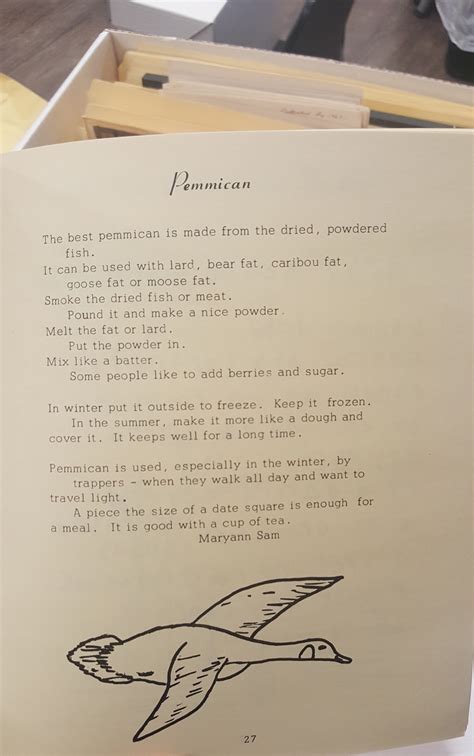 Pemmican
The best pemmican is made from the dried, powdered
fish.
It can be used with lard, bear fat, caribou fat,
goose fat or moose fat.
Smoke the dried fish or meat.
Pound it and make a nice powder.
Melt the fat or lard.
Put the powder in.
Mix like a batter.
Some people like to add berries and sugar.
In winter put it outside to freeze. Keep it frozen.
In the summer, make it more like a dough and
cover it. It keeps well for a long time.
Pemmican is used, especially in the winter, by
trappers - when they walk all day and want to
travel light.
A piece the size of a date square is enough for
a meal. It is good with a cup of tea.
Maryann Sam
27